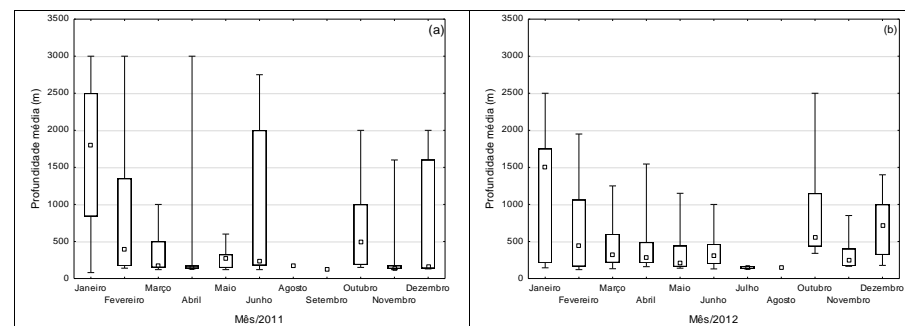 (a)
Profundidade média (m)
3500
3000
2500
2000
1500
1000
500
0
Janeiro Março Maio Agosto Outubro Dezembro
Fevereiro Abril Junho Setembro Novembro
Mês/2011
(b)
Profundidade média (m)
3500
3000
2500
2000
1500
1000
500
0
Janeiro Março Maio Julho Outubro Dezembro
Fevereiro Abril Junho Agosto Novembro
Mês/2012